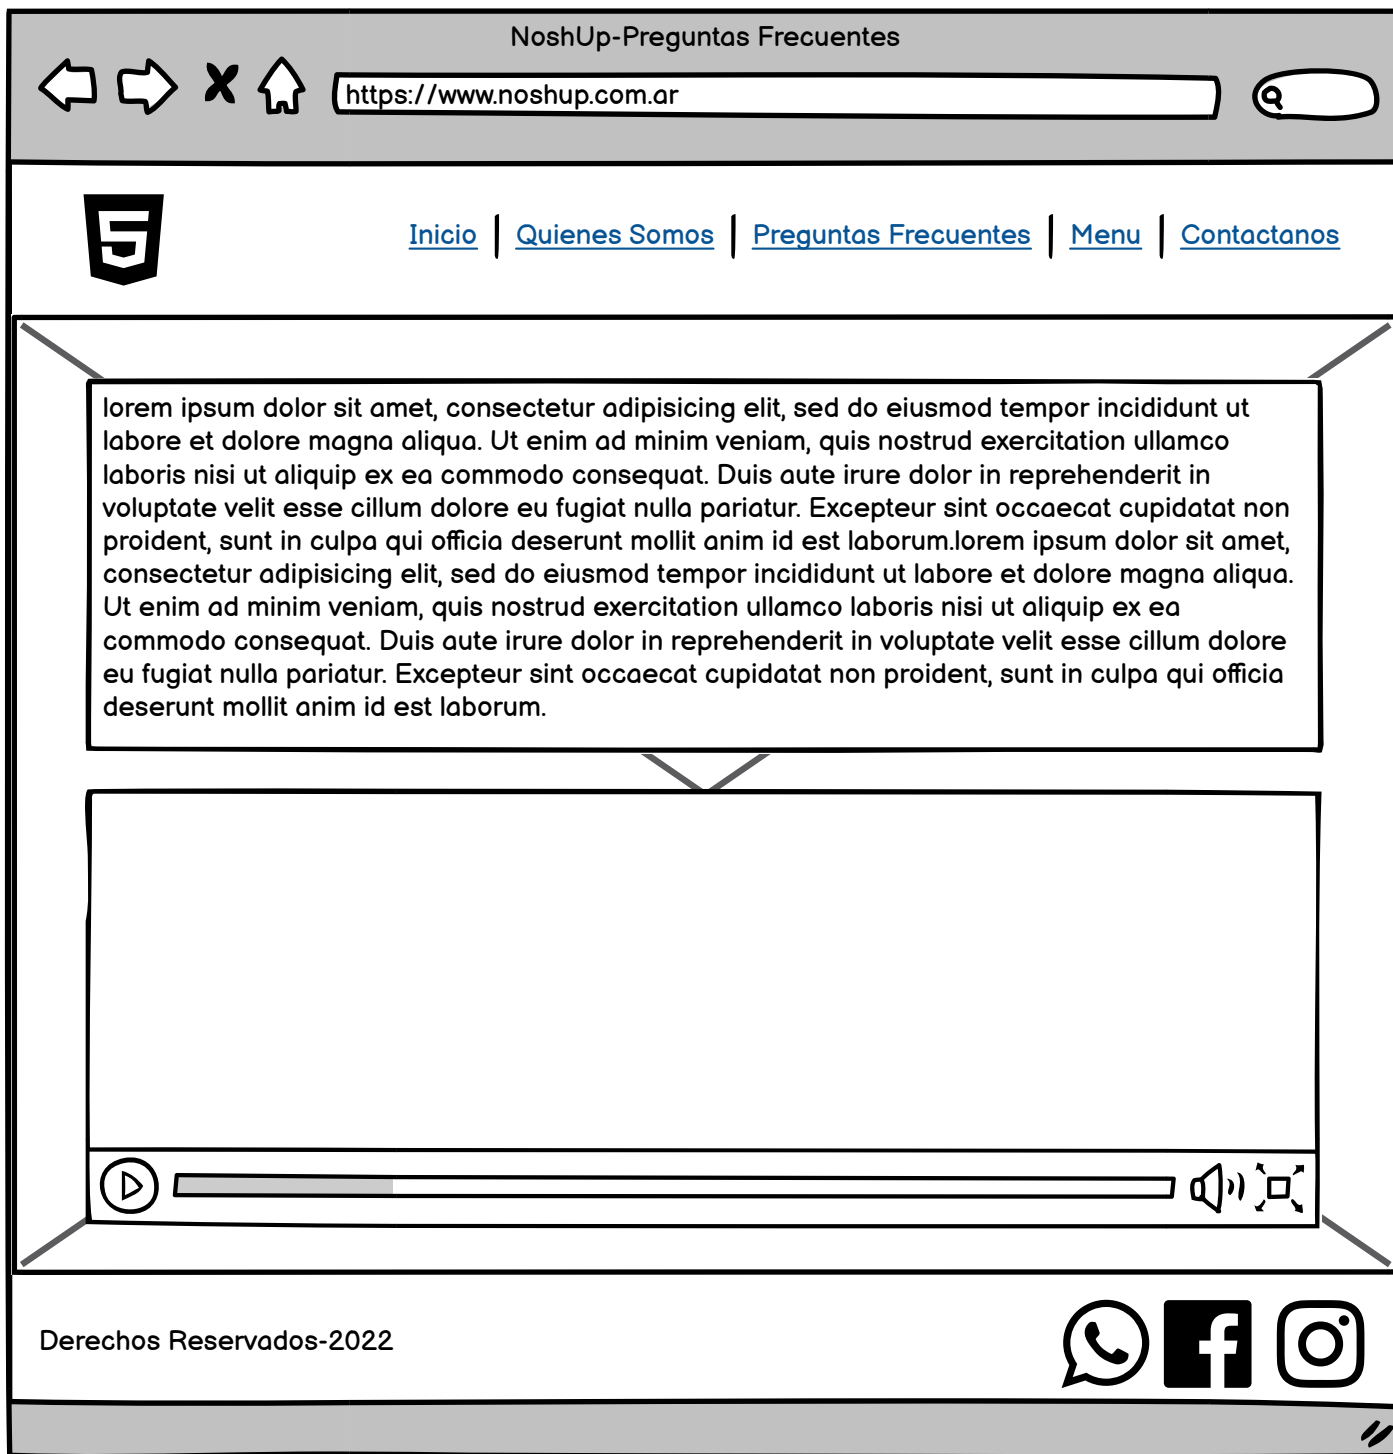 NoshUp-Preguntas Frecuentes
https://www.noshup.com.ar
Inicio | Quienes Somos | Preguntas Frecuentes | Menu | Contactanos
lorem ipsum dolor sit amet, consectetur adipisicing elit, sed do eiusmod tempor incididunt ut
labore et dolore magna aliqua. Ut enim ad minim veniam, quis nostrud exercitation ullamco
laboris nisi ut aliquip ex ea commodo consequat. Duis aute irure dolor in reprehenderit in
voluptate velit esse cillum dolore eu fugiat nulla pariatur. Excepteur sint occaecat cupidatat non
proident, sunt in culpa qui officia deserunt mollit anim id est laborum.lorem ipsum dolor sit amet,
consectetur adipisicing elit, sed do eiusmod tempor incididunt ut labore et dolore magna aliqua.
Ut enim ad minim veniam, quis nostrud exercitation ullamco laboris nisi ut aliquip ex ea
commodo consequat. Duis aute irure dolor in reprehenderit in voluptate velit esse cillum dolore
eu fugiat nulla pariatur. Excepteur sint occaecat cupidatat non proident, sunt in culpa qui officia
deserunt mollit anim id est laborum.
Derechos Reservados-2022